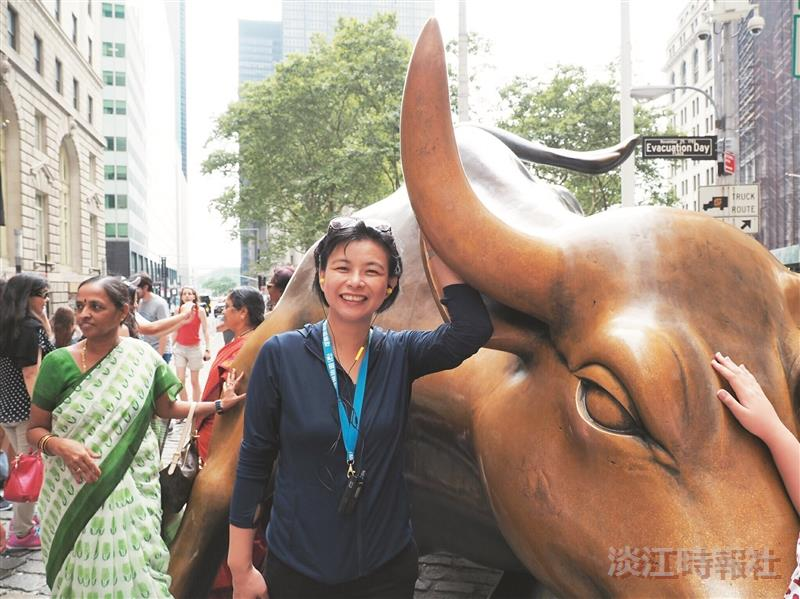 Evacuation Day
TRUCK
ROUTE
淡江時報社